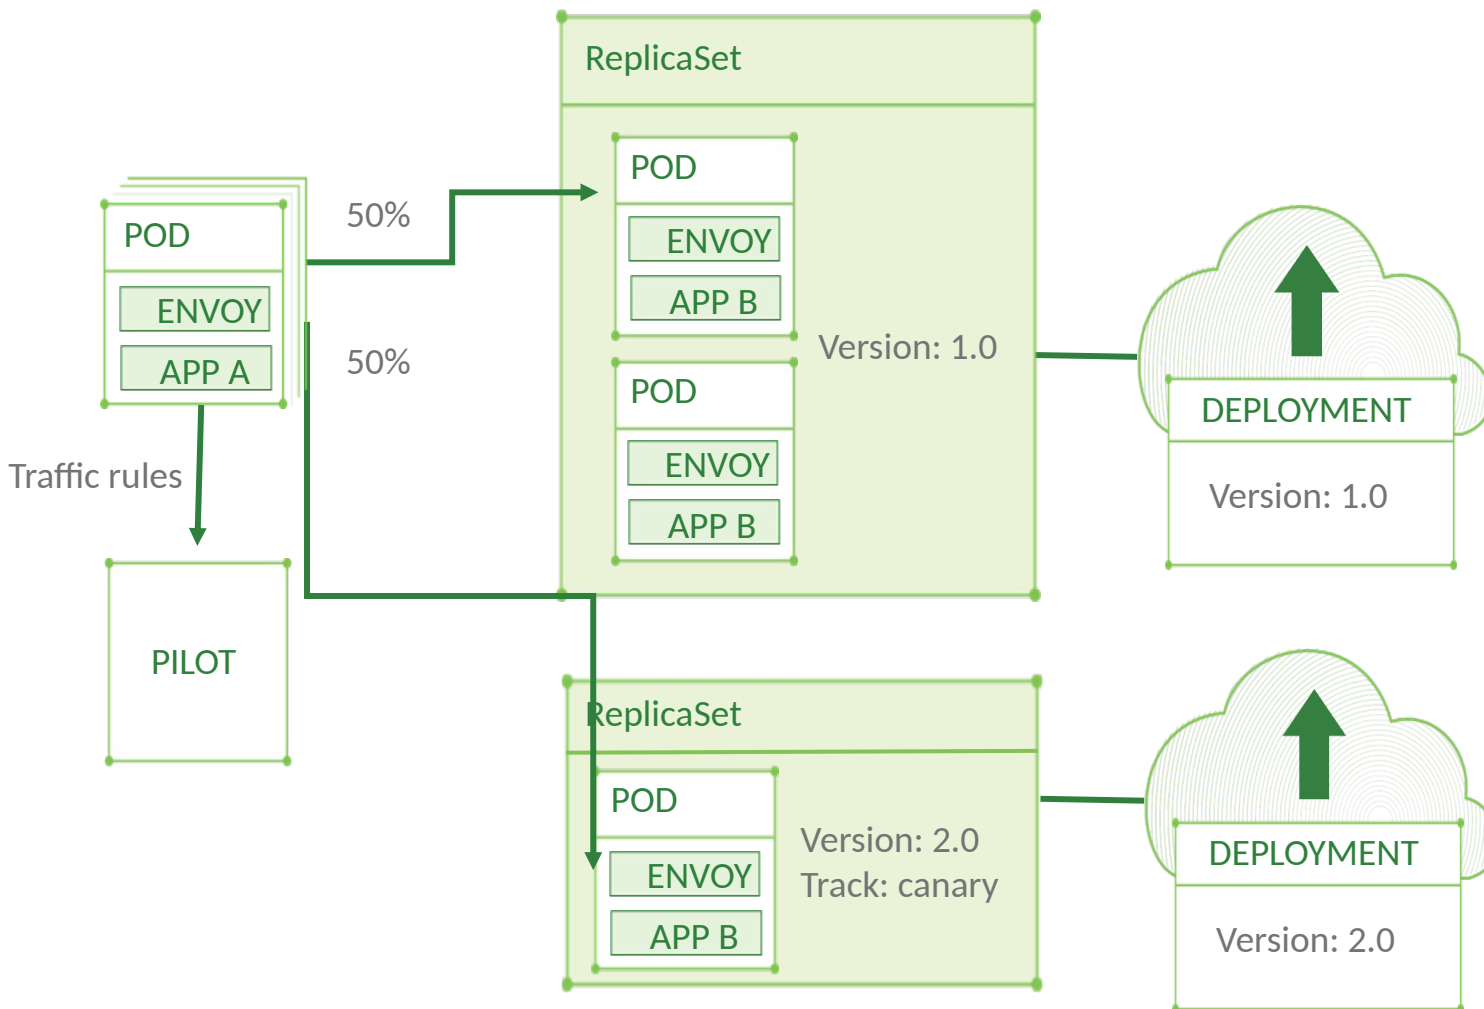 ReplicaSet
POD
ENVOY
APP B
POD
ENVOY
APP B
Version: 1.0
50%
50%
POD
ENVOY
APP A
Traffic rules
PILOT
DEPLOYMENT
Version: 1.0
ReplicaSet
POD
ENVOY
APP B
Version: 2.0
Track: canary
DEPLOYMENT
Version: 2.0